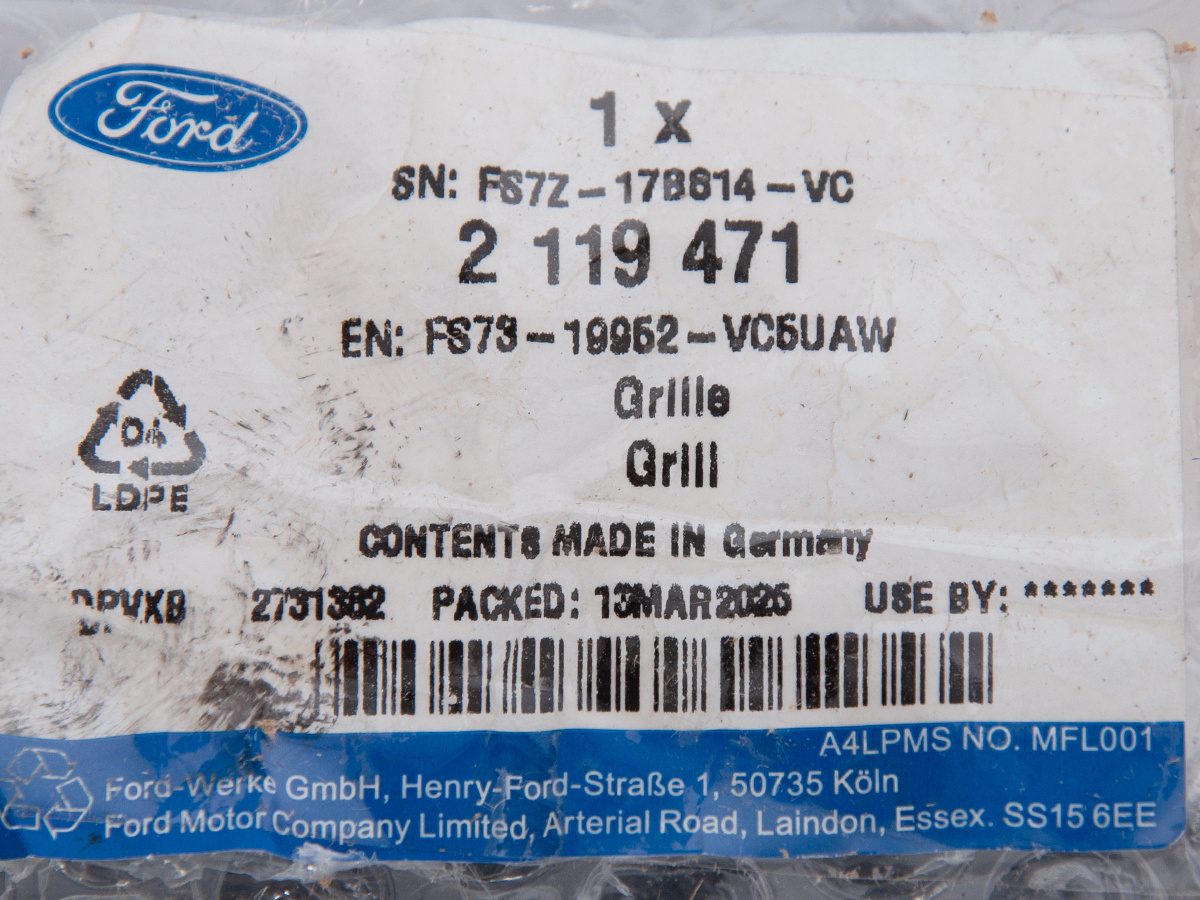 Ford
1 x
SN: FS7Z-17B814-VC
2 119 471
EN: FS73-19952-VC5UAW
Grille
Grill
04
LDPE
CONTENTS MADE IN Germany
2731382 PACKED: 13MAR2025 USE BY: *******
A4LPMS NO. MFL001
Ford-Werke GmbH, Henry-Ford-Straße 1, 50735 Köln
Ford Motor Company Limited, Arterial Road, Laindon, Essex. SS15 6EE